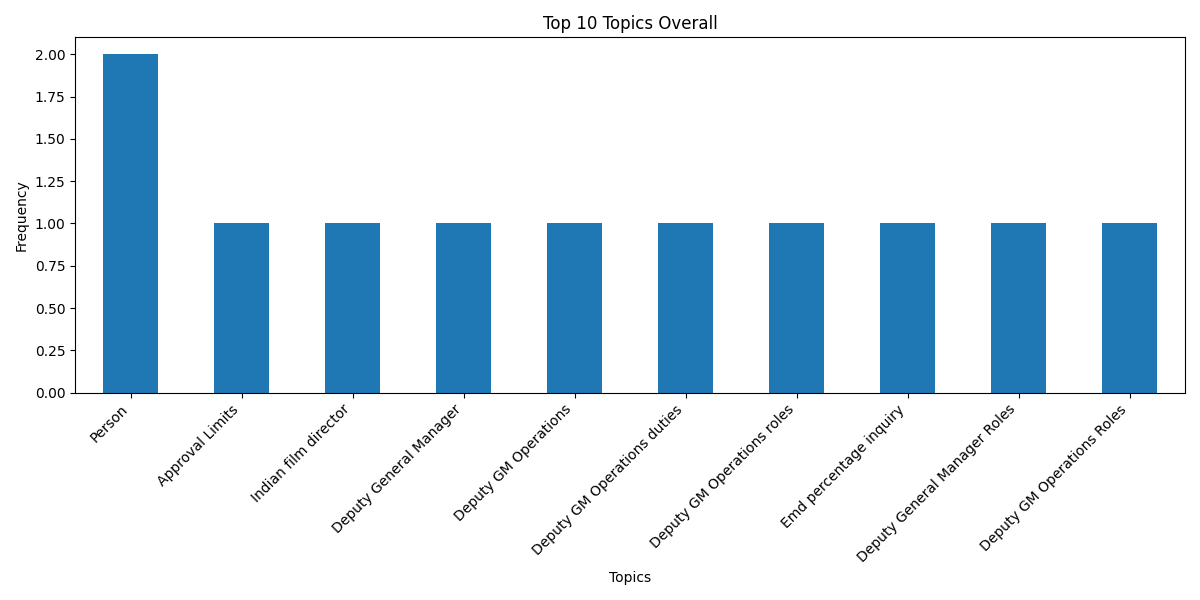 Top 10 Topics Overall
Frequency
2.00
1.75
1.50
1.25
1.00
0.75
0.50
0.25
0.00
Person
Approval Limits
Indian film director
Deputy General Manager
Deputy GM Operations
Deputy GM Operations duties
Deputy GM Operations roles
Emd percentage inquiry
Deputy General Manager Roles
Deputy GM Operations Roles
Topics